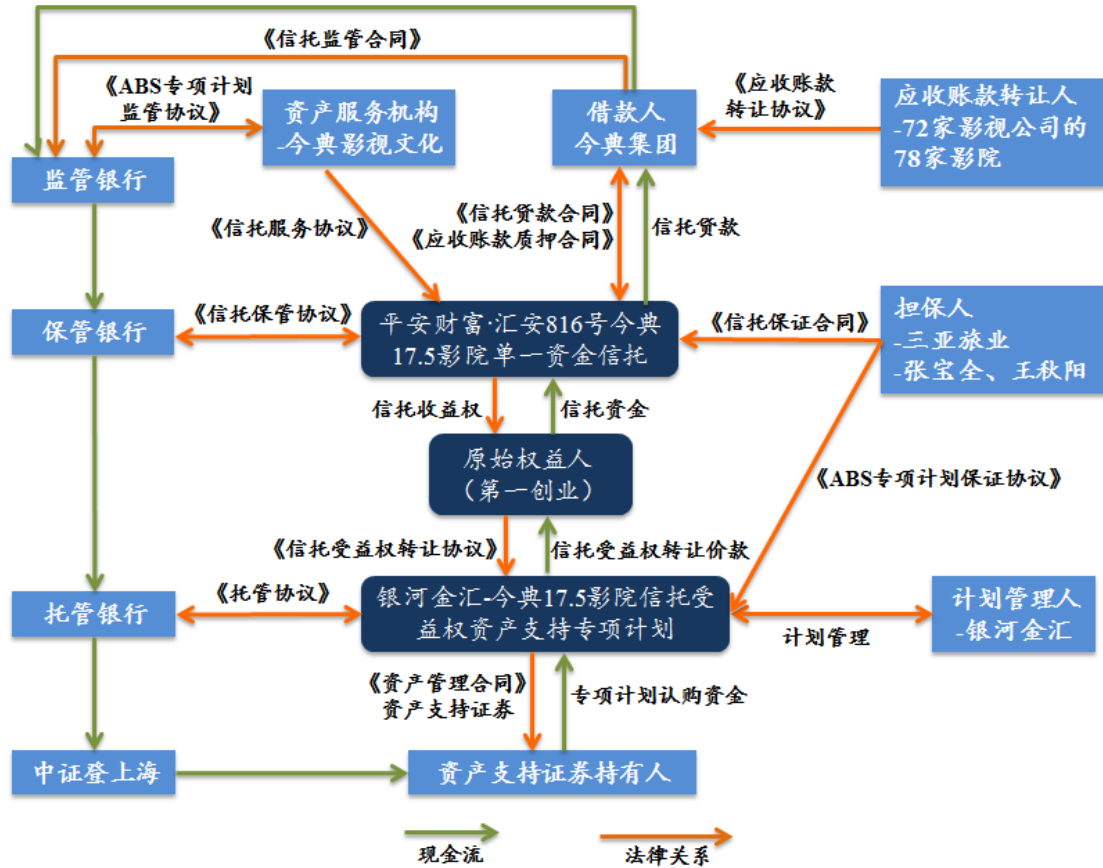 《信托监管合同》
《ABS专项计划
监管协议》
资产服务机构
-今典影视文化
借款人
今典集团
《应收账款
转让协议》
应收账款转让人
-72家影视公司的
78家影院
监管银行
《信托服务协议》
《信托贷款合同》
《应收账款质押合同》
信托贷款
保管银行
《信托保管协议》
平安财富·汇安816号今典
17.5影院单一资金信托
《信托保证合同》
担保人
-三亚旅业
-张宝全、王秋阳
信托收益权
信托资金
原始权益人
（第一创业）
《ABS专项计划保证协议》
《信托受益权转让协议》
信托受益权转让价款
托管银行
《托管协议》
银河金汇-今典17.5影院信托受
益权资产支持专项计划
计划管理
计划管理人
-银河金汇
《资产管理合同》
资产支持证券
专项计划认购资金
中证登上海
资产支持证券持有人
现金流
法律关系